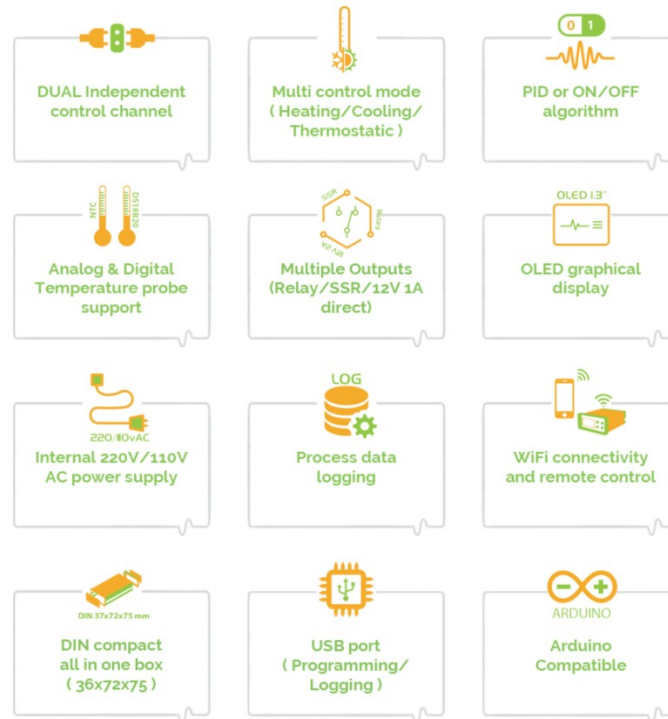 DUAL Independent
control channel
Multi control mode
( Heating/Cooling/
Thermostatic )
0 1
PID or ON/OFF
algorithm
NTC
DS18B20
Analog & Digital
Temperature probe
support
SSR
Relay
12V 2A
Multiple Outputs
(Relay/SSR/12V 1A
direct)
OLED 1.3"
OLED graphical
display
220/110vAC
Internal 220V/110V
AC power supply
LOG
Process data
logging
WiFi connectivity
and remote control
DIN 37x72x75 mm
DIN compact
all in one box
( 36x72x75 )
USB port
( Programming/
Logging )
ARDUINO
Arduino
Compatible